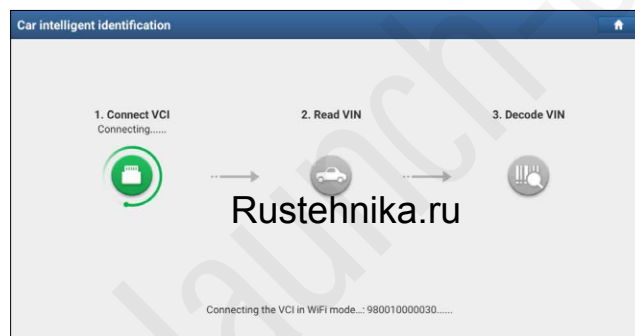 Car intelligent identification
1. Connect VCI
Connecting......
2. Read VIN
3. Decode VIN
Rustehnika.ru
Connecting the VCI in WiFi mode...: 980010000030......
launch